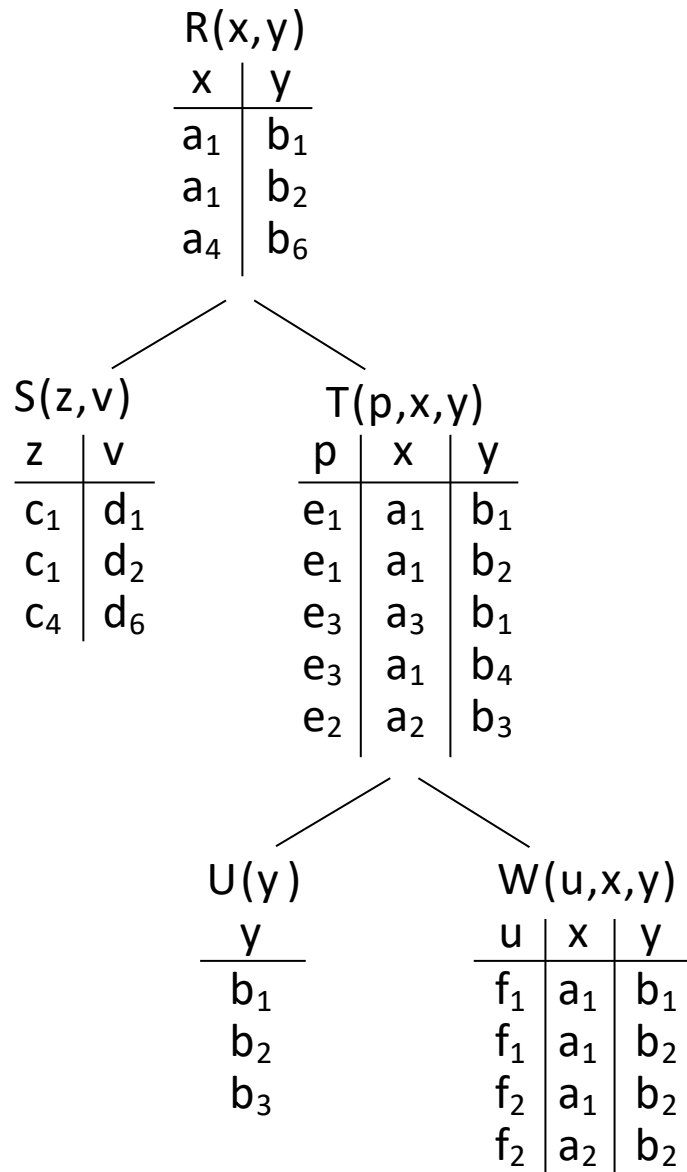 R(x,y)
x y
a₁ b₁
a₁ b₂
a₄ b₆
S(z,v)
z v
c₁ d₁
c₁ d₂
c₄ d₆
T(p,x,y)
p x y
e₁ a₁ b₁
e₁ a₁ b₂
e₃ a₃ b₁
e₃ a₁ b₄
e₂ a₂ b₃
U(y)
y
b₁
b₂
b₃
W(u,x,y)
u x y
f₁ a₁ b₁
f₁ a₁ b₂
f₂ a₁ b₂
f₂ a₂ b₂